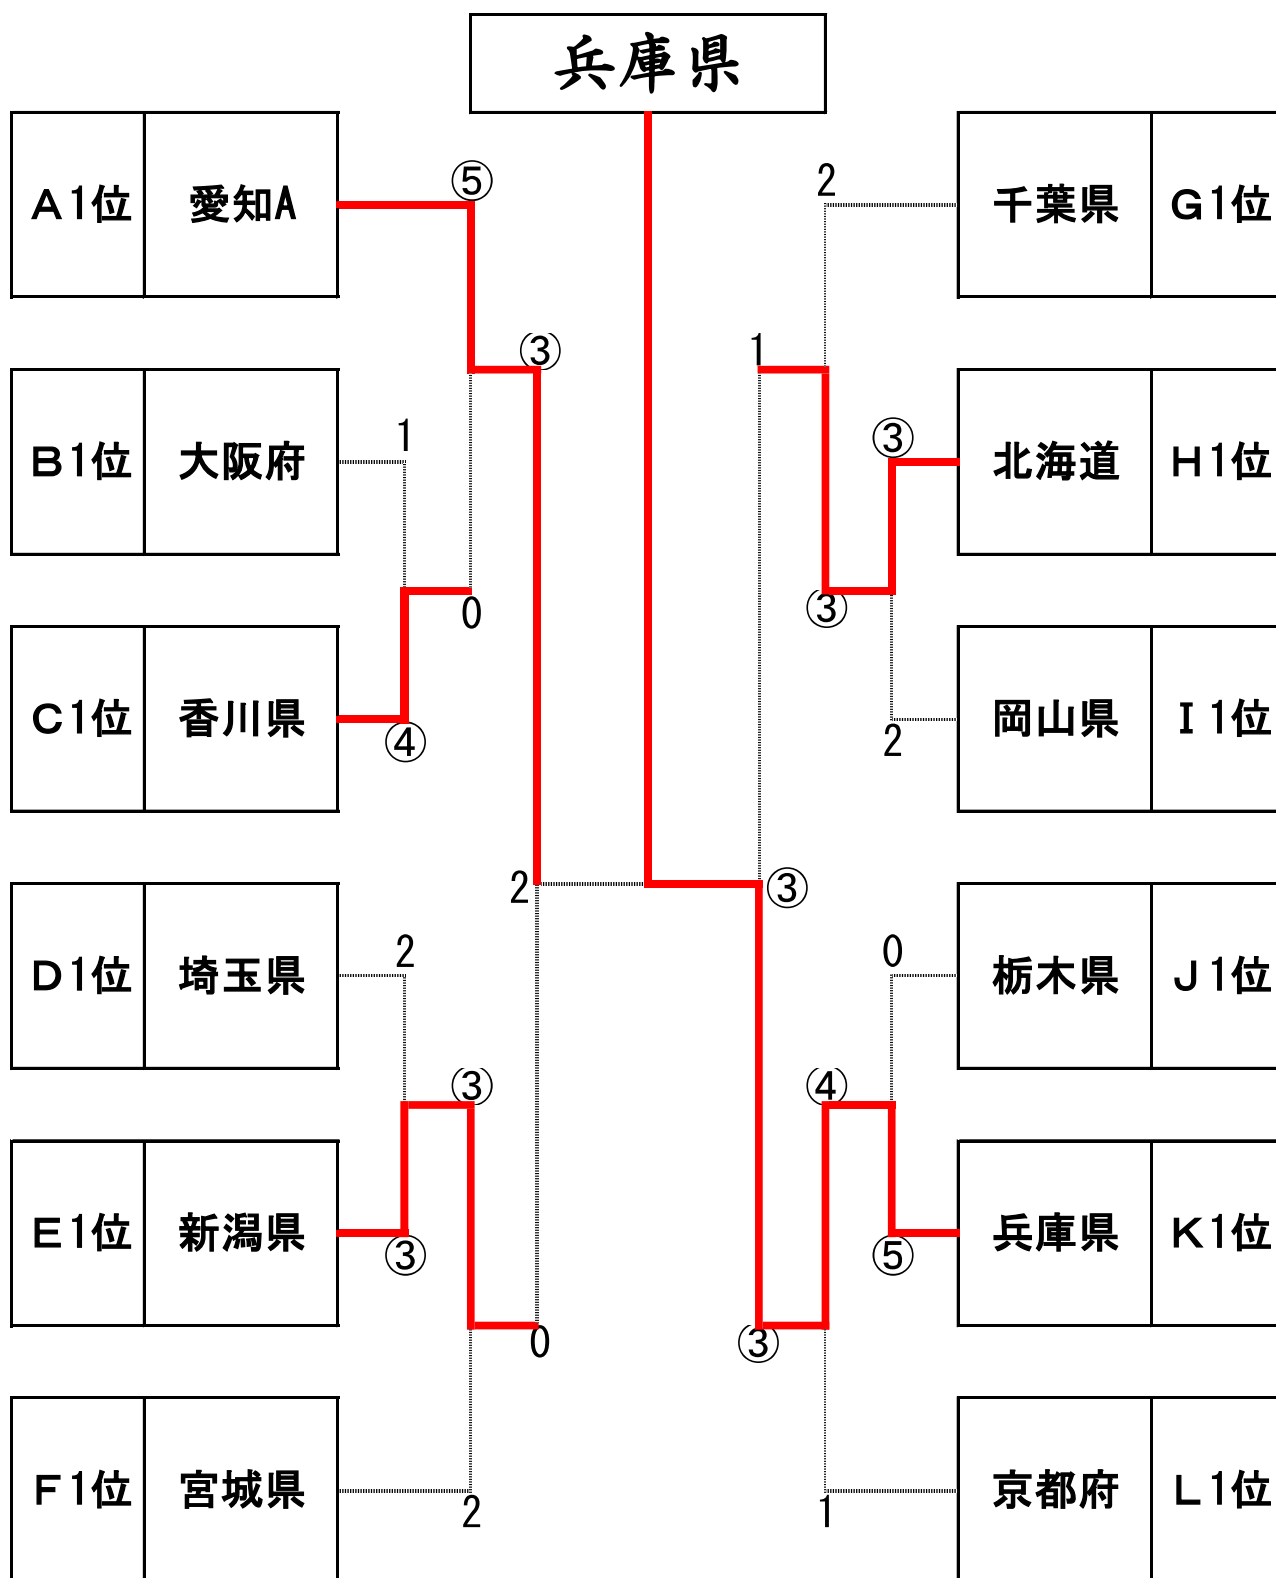 兵庫県
A1位 愛知A
⑤
2
千葉県 G1位
③
1
B1位 大阪府
1
③
北海道 H1位
0
③
C1位 香川県
④
2
岡山県 I1位
2
③
D1位 埼玉県
2
0
栃木県 J1位
③
④
E1位 新潟県
③
⑤
兵庫県 K1位
0
③
F1位 宮城県
2
1
京都府 L1位